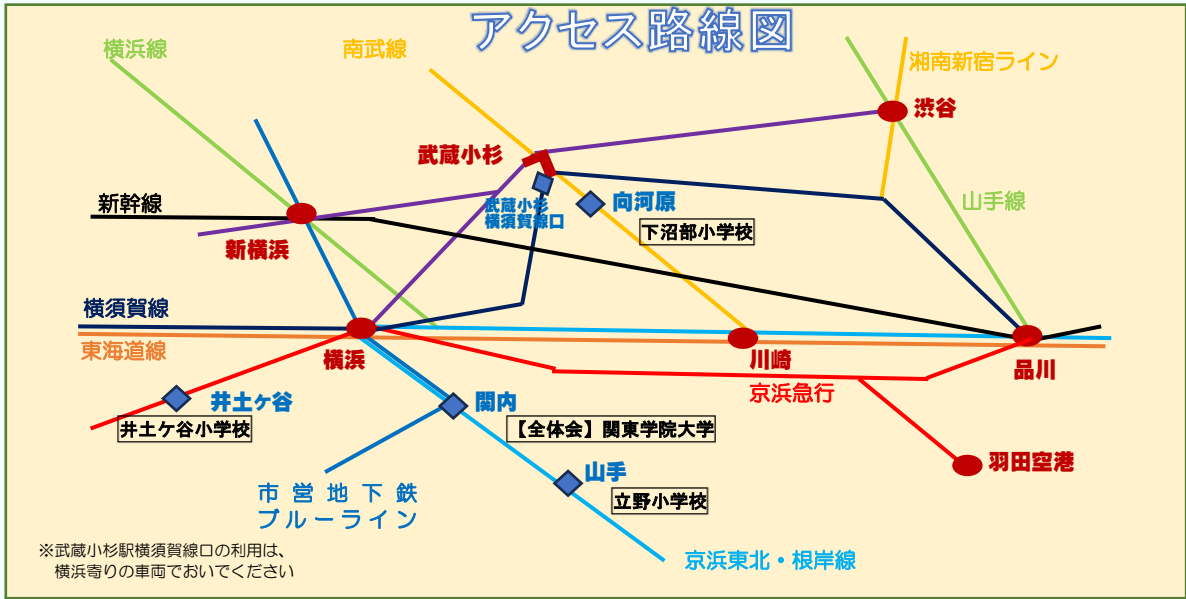 アクセス路線図
横浜線
南武線
湘南新宿ライン
渋谷
武蔵小杉
新幹線
武蔵小杉
横須賀線口
向河原
山手線
下沼部小学校
新横浜
横須賀線
東海道線
横浜
川崎
品川
京浜急行
井土ヶ谷
関内
井土ケ谷小学校
【全体会】関東学院大学
羽田空港
山手
市営地下鉄
ブルーライン
立野小学校
※武蔵小杉駅横須賀線口の利用は、
横浜寄りの車両でおいでください
京浜東北・根岸線